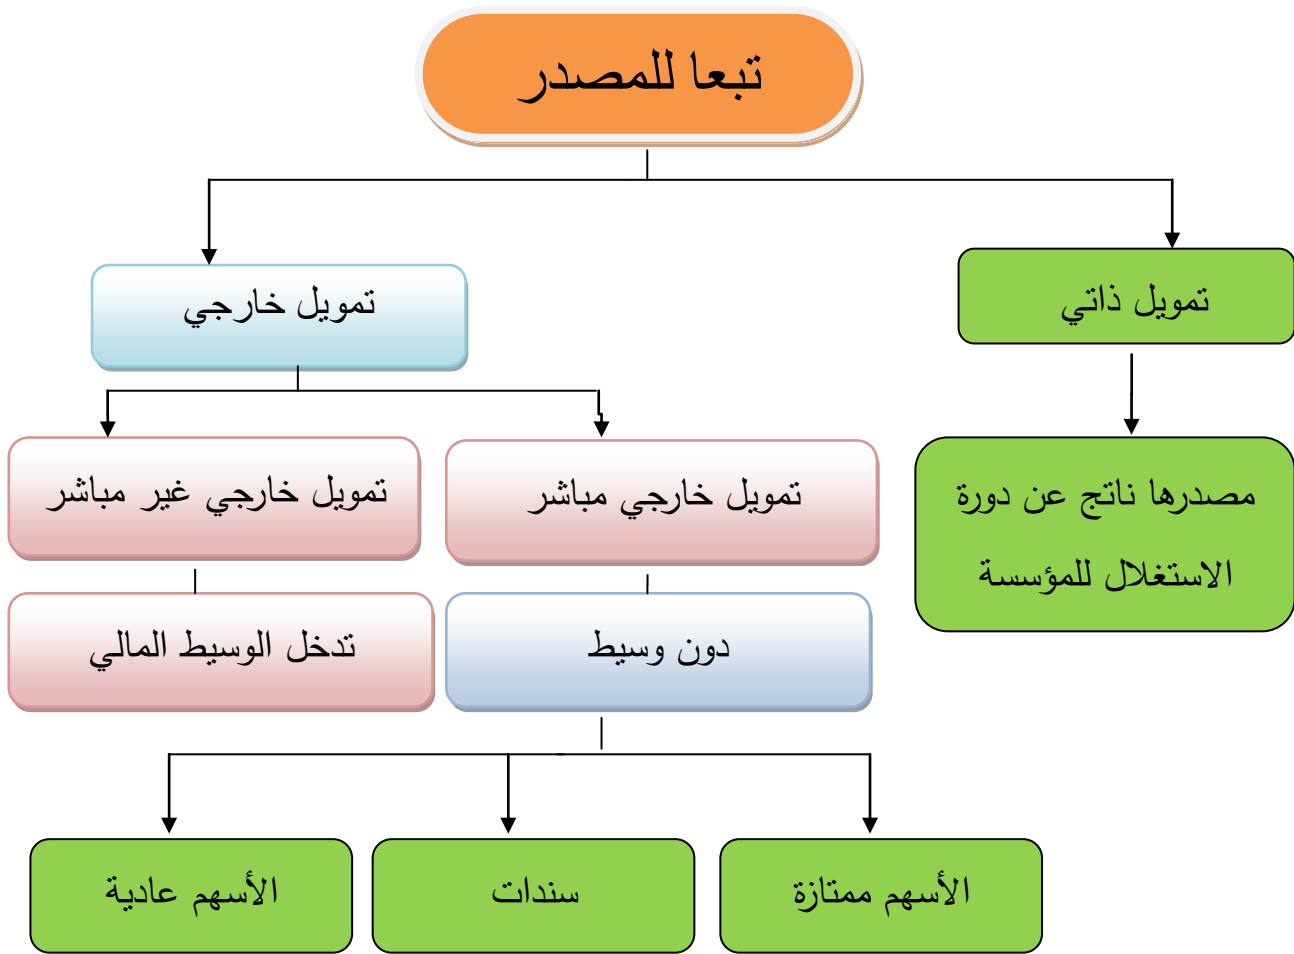 تبعا للمصدر
تمويل ذاتي
تمويل خارجي
مصدرها ناتج عن دورة
الاستغلال للمؤسسة
تمويل خارجي مباشر
تمويل خارجي غير مباشر
دون وسيط
تدخل الوسيط المالي
الأسهم ممتازة
سندات
الأسهم عادية